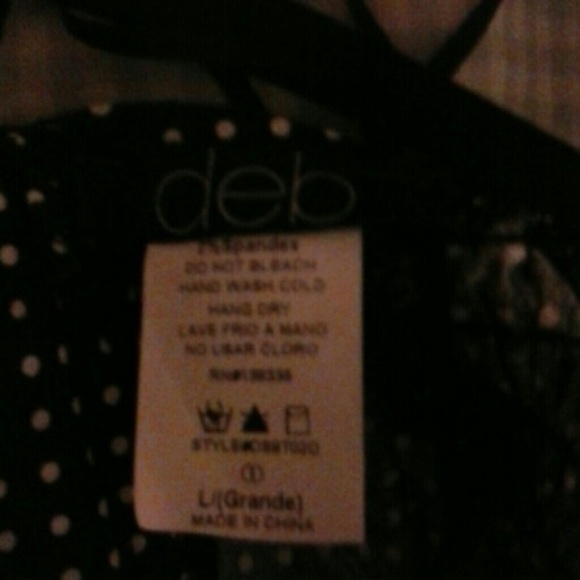 deb
2% Spandex
DO NOT BLEACH
HAND WASH COLD
HANG DRY
LAVE FRIO A MANO
NO USAR CLORO
MADE IN CHINA
L/(Grande)